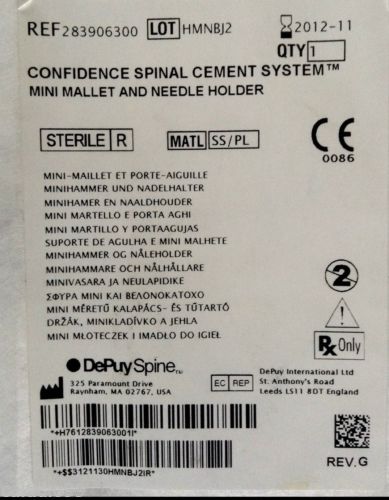 REF 283906300 LOT HMNBJ2 2012-11
QTY 1
CONFIDENCE SPINAL CEMENT SYSTEM™
MINI MALLET AND NEEDLE HOLDER
STERILE R MATL SS/PL CE
0086
MINI-MAILLET ET PORTE-AIGUILLE
MINIHAMMER UND NADELHALTER
MINIHAMER EN NAALDHOUDER
MINI MARTELLO E PORTA AGHI
MINI MARTILLO Y PORTAAGUJAS
SUPORTE DE AGULHA E MINI MALHETE
MINIHAMMER OG NÅLEHOLDER
MINIHAMMARE OCH NÅLHÅLLARE
MINIVASARA JA NEULAPIDIKE
ΣΦΥΡΑ ΜΙΝΙ ΚΑΙ ΒΕΛΟΝΟΚΑΤΟΧΟ
MINI MÉRETŰ KALAPÁCS- ÉS TŰTARTÓ
DRŽÁK, MINIKLADÍVKO A JEHLA
MINI MŁOTECZEK I IMADŁO DO IGIEŁ
2
Rx Only
DePuySpine™
325 Paramount Drive
Raynham, MA 02767, USA
EC REP
DePuy International Ltd
St. Anthony's Road
Leeds LS11 8DT England
*+H7612839063001I*
*+$$3121130HMNBJ2IR*
REV.G